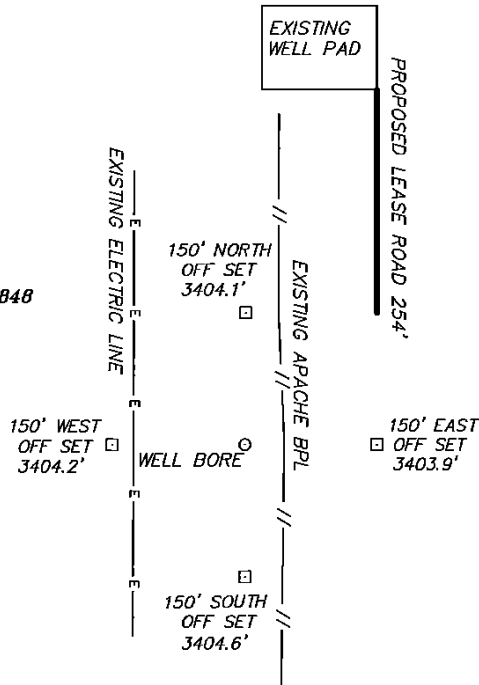 EXISTING
WELL PAD
PROPOSED LEASE ROAD 254'
EXISTING ELECTRIC LINE
E
E
E
E
E
150' NORTH
OFF SET
3404.1'
EXISTING APACHE BPL
848
150' WEST
OFF SET
3404.2'
WELL BORE
150' EAST
OFF SET
3403.9'
150' SOUTH
OFF SET
3404.6'